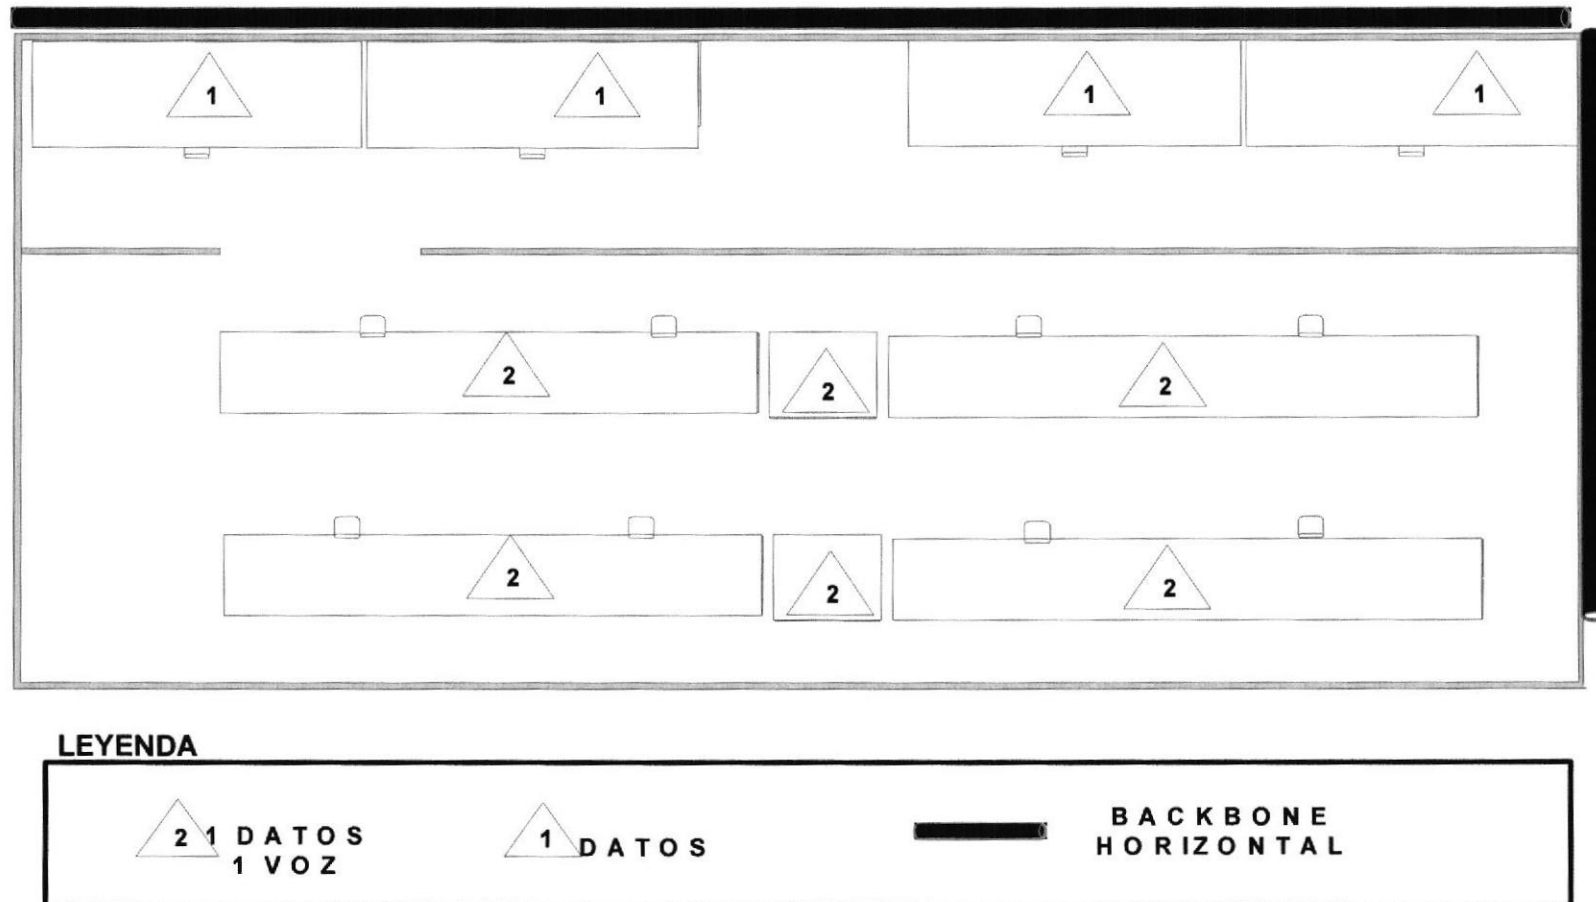 1 1 1 1
2 2 2
2 2 2
LEYENDA
2 1 DATOS
1 VOZ
1 DATOS
BACKBONE
HORIZONTAL